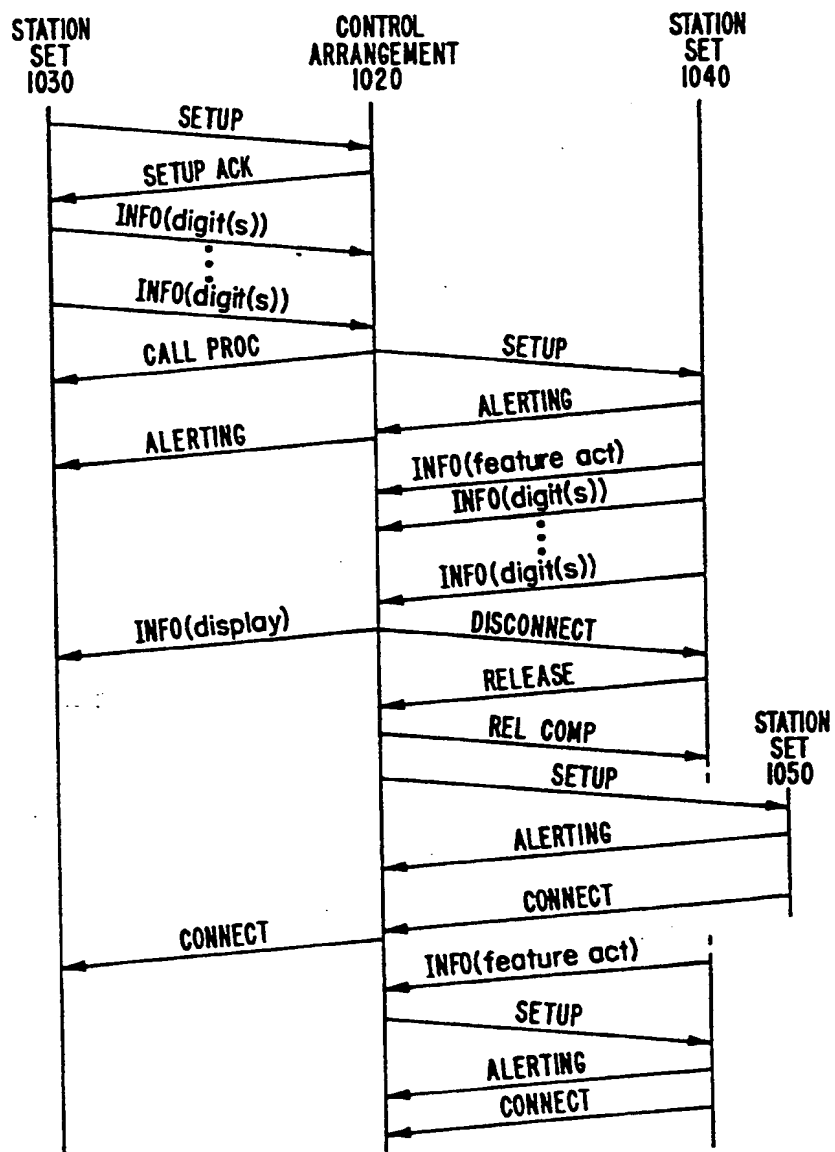 STATION
SET
1030
CONTROL
ARRANGEMENT
1020
STATION
SET
1040
SETUP
SETUP ACK
INFO(digit(s))
INFO(digit(s))
CALL PROC
SETUP
ALERTING
ALERTING
INFO(feature act)
INFO(digit(s))
INFO(digit(s))
INFO(display)
DISCONNECT
RELEASE
REL COMP
STATION
SET
1050
SETUP
ALERTING
CONNECT
CONNECT
INFO(feature act)
SETUP
ALERTING
CONNECT